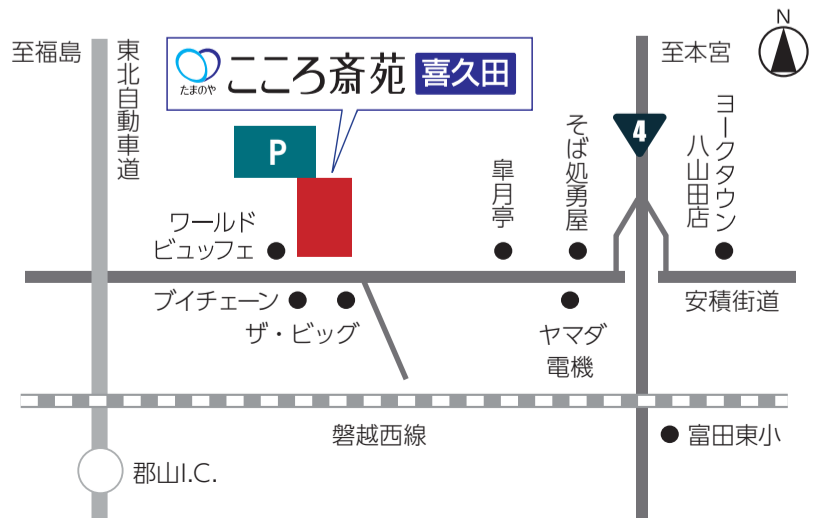 N
至福島
東北自動車道
たまのや
こころ斎苑 喜久田
至本宮
4
P
ワールド
ビュッフェ
皐月亭
そば処勇屋
ヨークタウン
八山田店
ブイチェーン
ザ・ビッグ
ヤマダ
電機
安積街道
磐越西線
富田東小
郡山I.C.